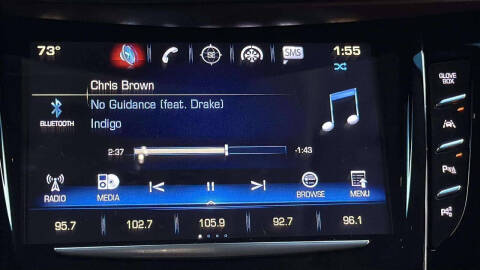 73°
SE
SMS
1:55
Chris Brown
No Guidance (feat. Drake)
Indigo
BLUETOOTH
2:37
-1:43
RADIO
MEDIA
BROWSE
MENU
95.7
102.7
105.9
92.7
96.1
GLOVE
BOX